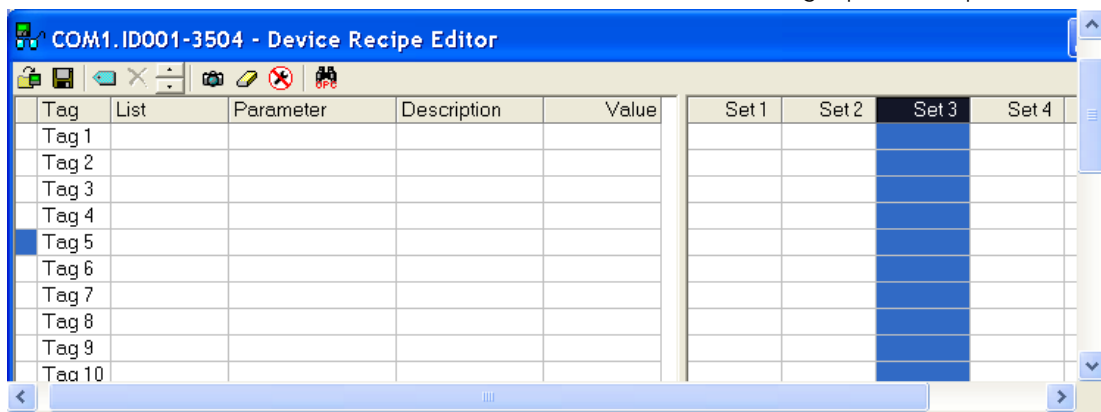 COM1.ID001-3504 - Device Recipe Editor
OPC
Tag List Parameter Description Value Set 1 Set 2 Set 3 Set 4
Tag 1
Tag 2
Tag 3
Tag 4
Tag 5
Tag 6
Tag 7
Tag 8
Tag 9
Tag 10